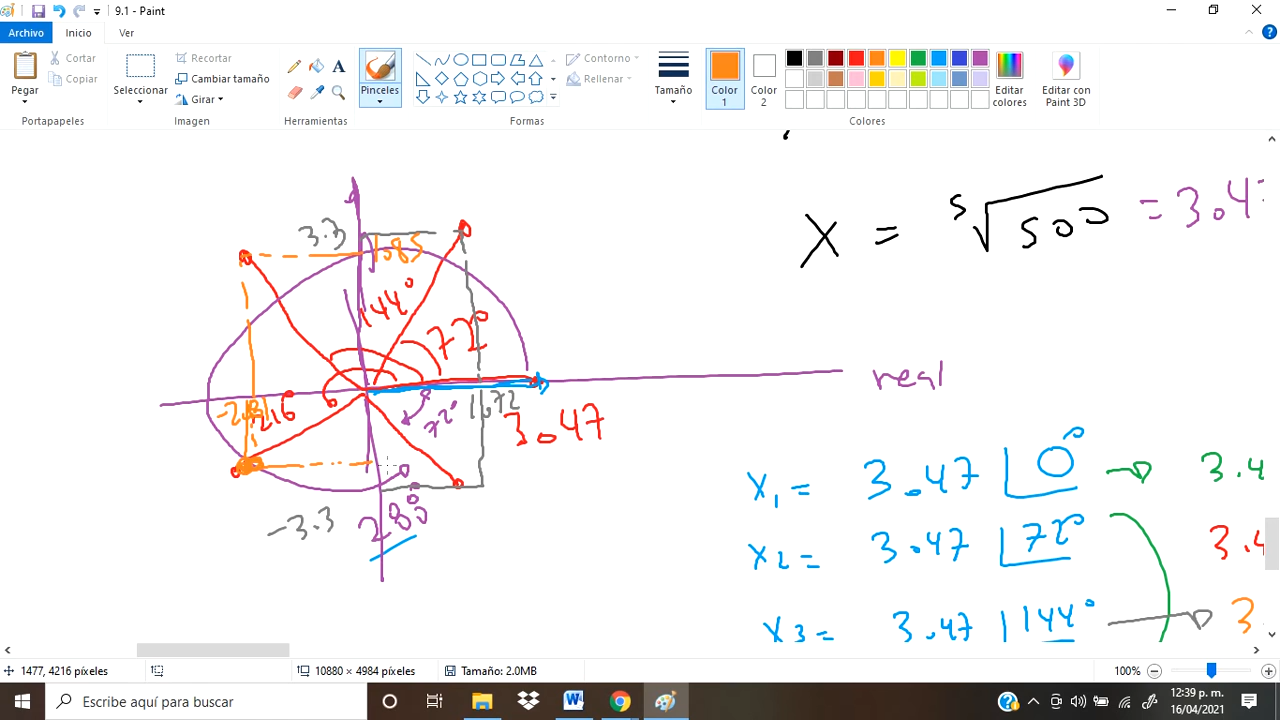 9.1 - Paint
Archivo Inicio Ver
Pegar
Cortar
Copiar
Portapapeles
Seleccionar
Recortar
Cambiar tamaño
Girar
Imagen
A
Herramientas
Pinceles
Contorno
Rellenar
Formas
Tamaño
Color 1
Color 2
Editar colores
Editar con Paint 3D
Colores
3.3
144°
72°
216
72°
1.72
3.47
-3.3
288°
real
X = ⁵√500 = 3.47
X1 = 3.47 0° 3.4
X2 = 3.47 72° 3.4
X3 = 3.47 144° 3.
1477, 4216 píxeles
10880 × 4984 píxeles
Tamaño: 2.0MB
100%
Escribe aquí para buscar
12:39 p. m.
16/04/2021